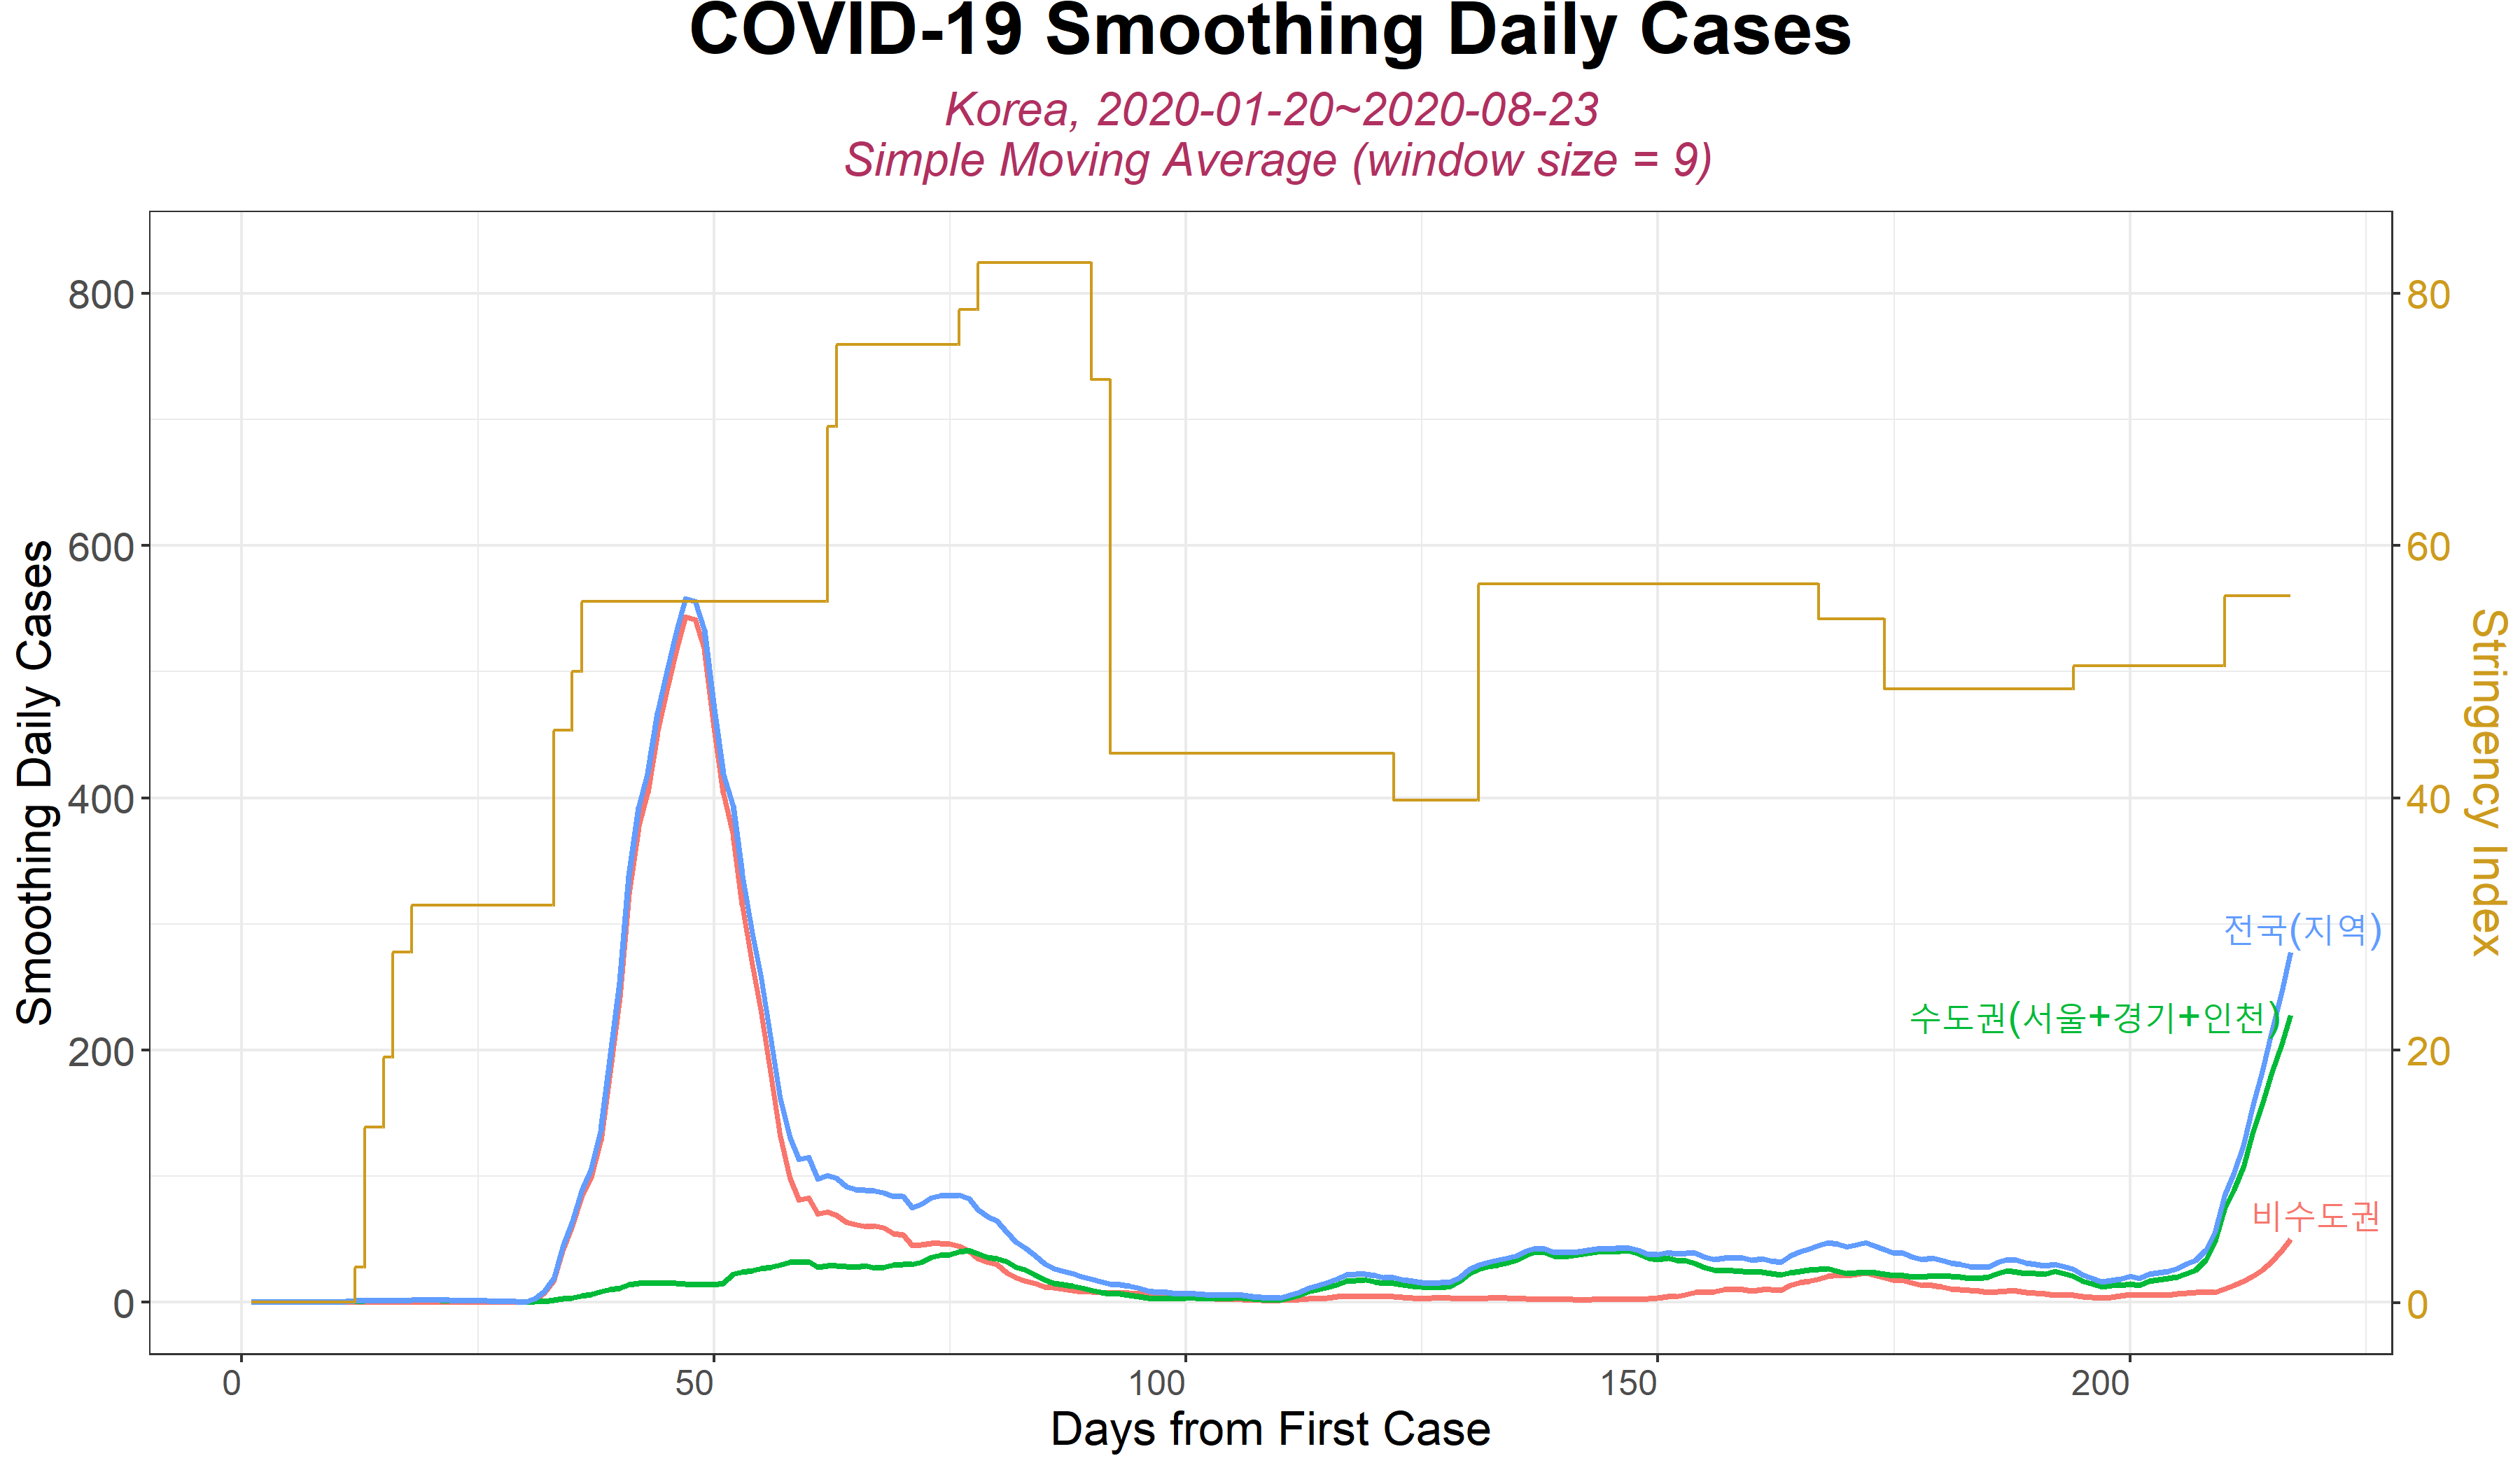 COVID-19 Smoothing Daily Cases
Korea, 2020-01-20~2020-08-23
Simple Moving Average (window size = 9)
Smoothing Daily Cases
800
600
400
200
0
80
60
40
20
0
Stringency Index
전국(지역)
수도권(서울+경기+인천)
비수도권
0
50
100
150
200
Days from First Case